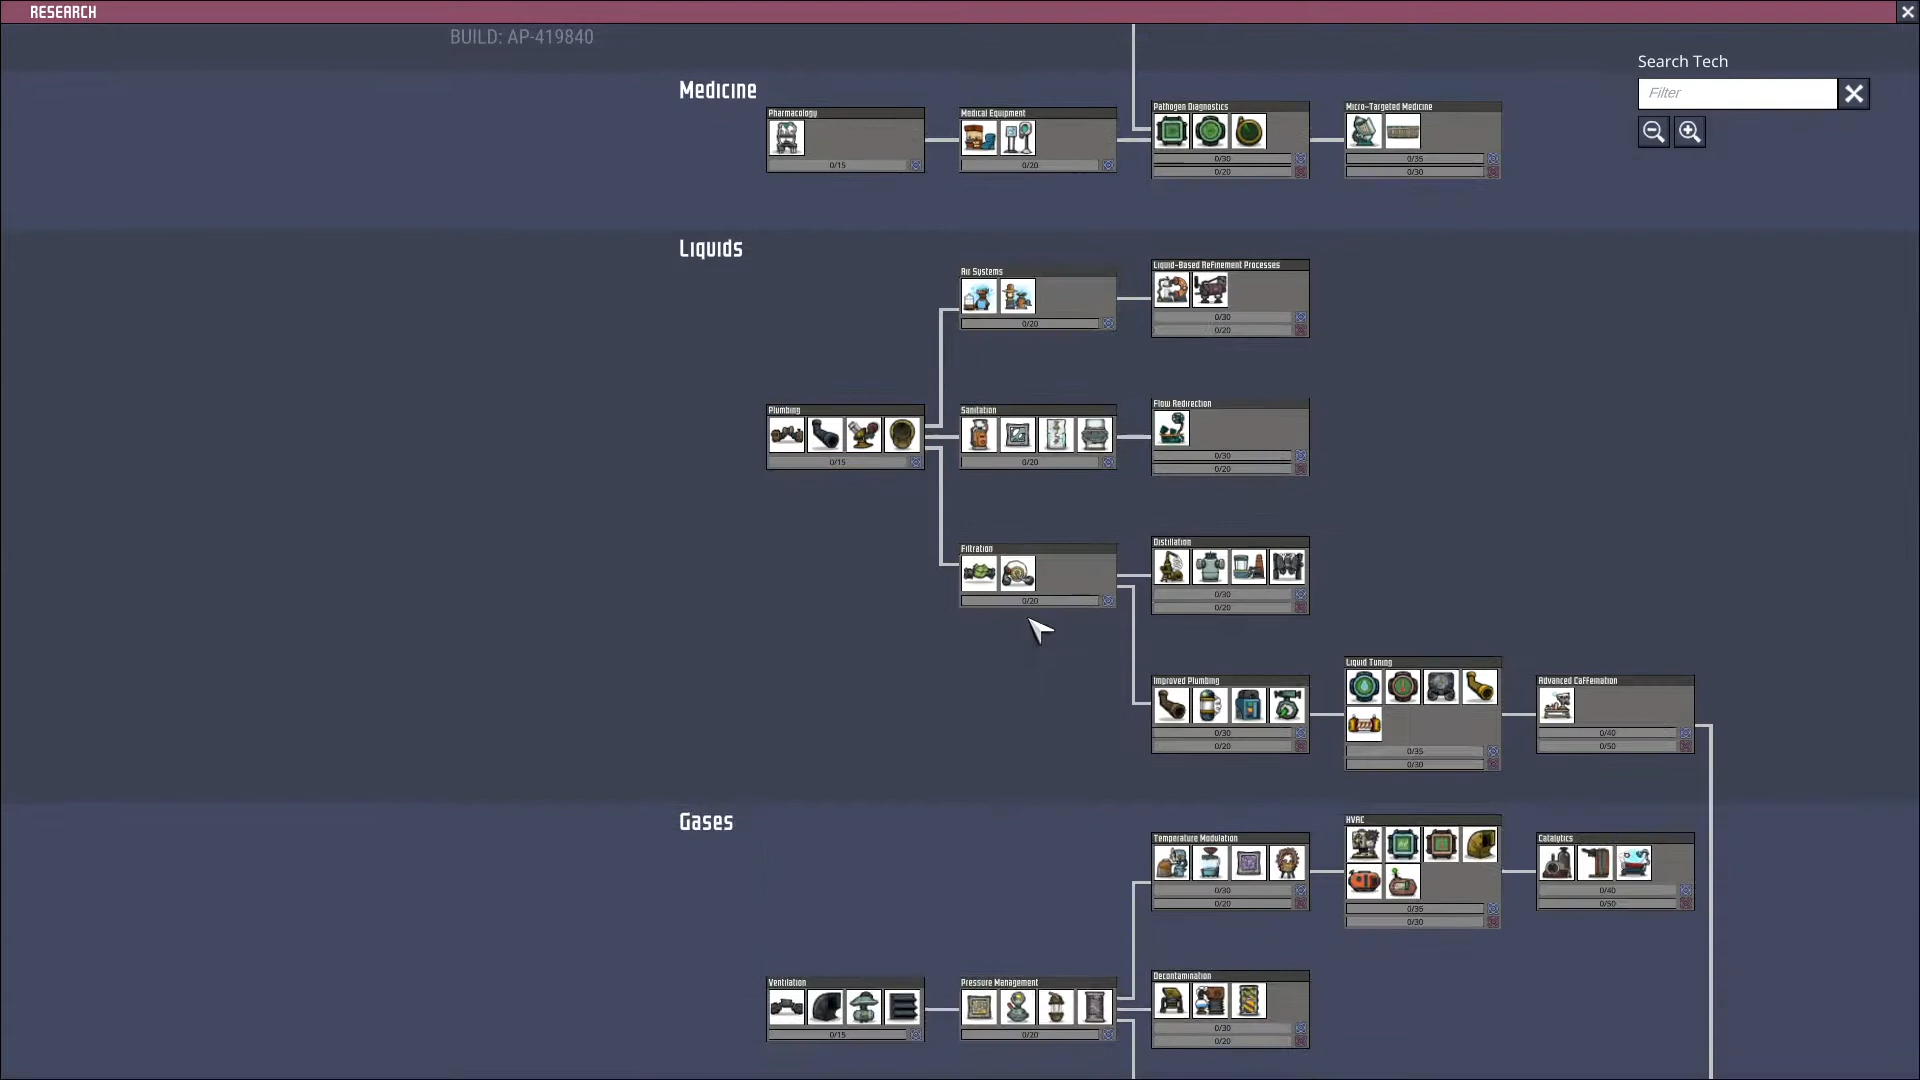 RESEARCH
BUILD: AP-419840
Search Tech
Filter
Medicine
Pharmacology
0/15
Medical Equipment
0/20
Pathogen Diagnostics
0/30
0/20
Micro-Targeted Medicine
0/35
0/30
Liquids
Air Systems
0/20
Liquid-Based Refinement Processes
0/30
0/20
Plumbing
0/15
Sanitation
0/20
Flow Redirection
0/30
0/20
Filtration
0/20
Distillation
0/30
0/20
Improved Plumbing
0/30
0/20
Liquid Tuning
0/35
0/30
Advanced Caffeination
0/40
0/50
Gases
Temperature Modulation
0/30
0/20
HVAC
0/35
0/30
Catalytics
0/40
0/50
Ventilation
0/15
Pressure Management
0/20
Decontamination
0/30
0/20